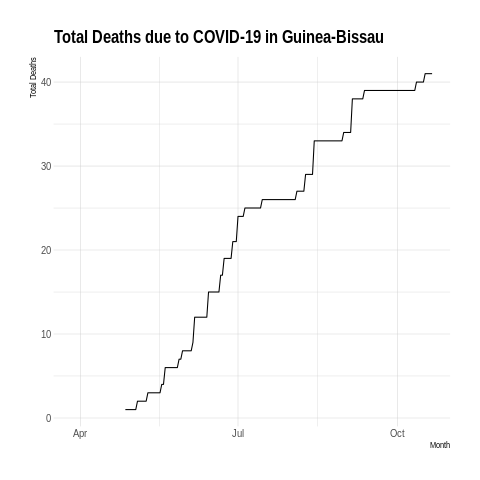 Total Deaths due to COVID-19 in Guinea-Bissau
Total Deaths
40
30
20
10
0
Apr
Jul
Oct
Month